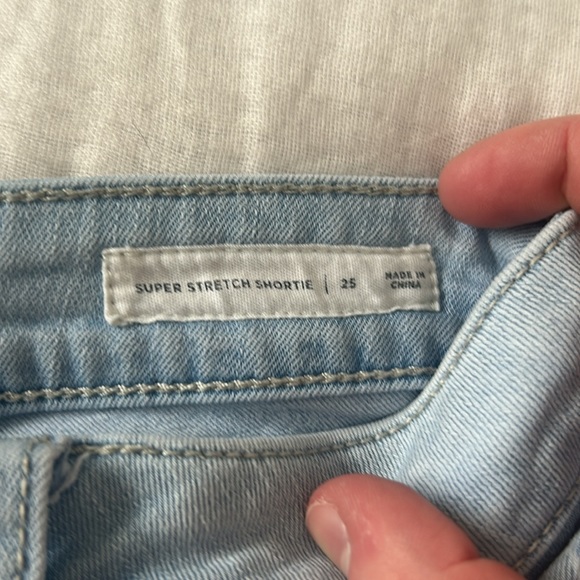 SUPER STRETCH SHORTIE | 25
MADE IN
CHINA